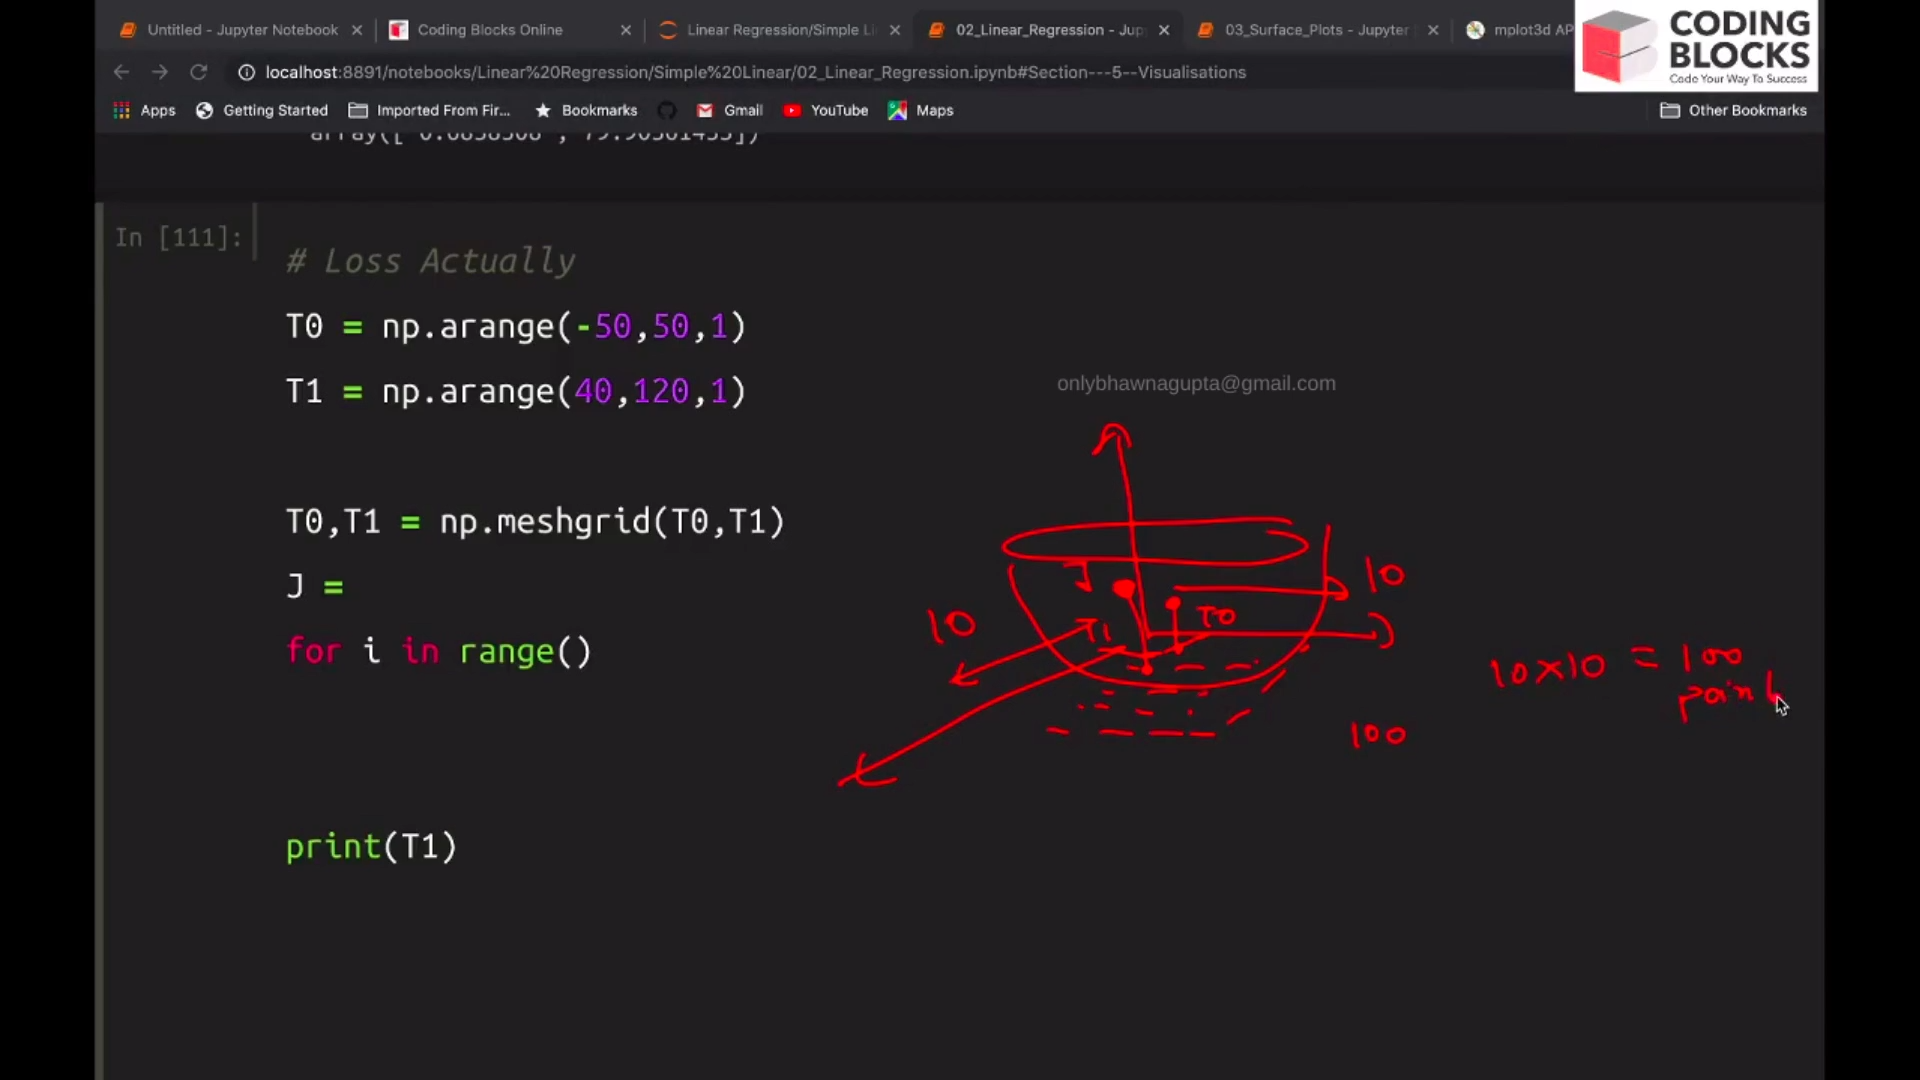 Untitled - Jupyter Notebook
Coding Blocks Online
Linear Regression/Simple Li
02_Linear_Regression - Jup
03_Surface_Plots - Jupyter
mplot3d AP
CODING
BLOCKS
Code Your Way To Success
localhost:8891/notebooks/Linear%20Regression/Simple%20Linear/02_Linear_Regression.ipynb#Section---5--Visualisations
Apps
Getting Started
Imported From Fir...
Bookmarks
Gmail
YouTube
Maps
Other Bookmarks
In [111]:
# Loss Actually
T0 = np.arange(-50,50,1)
T1 = np.arange(40,120,1)
onlybhawnagupta@gmail.com
T0,T1 = np.meshgrid(T0,T1)
J =
for i in range()
print(T1)
J
10
10
T1
T0
10x10 = 100
100